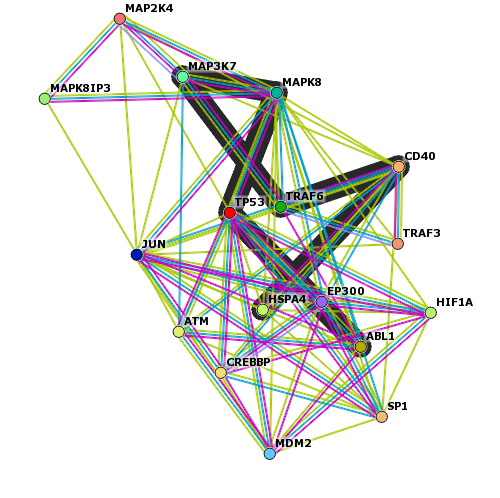 MAP2K4
MAP3K7
MAPK8
MAPK8IP3
CD40
TRAF6
TP53
TRAF3
JUN
EP300
HSPA4
HIF1A
ATM
ABL1
CREBBP
SP1
MDM2